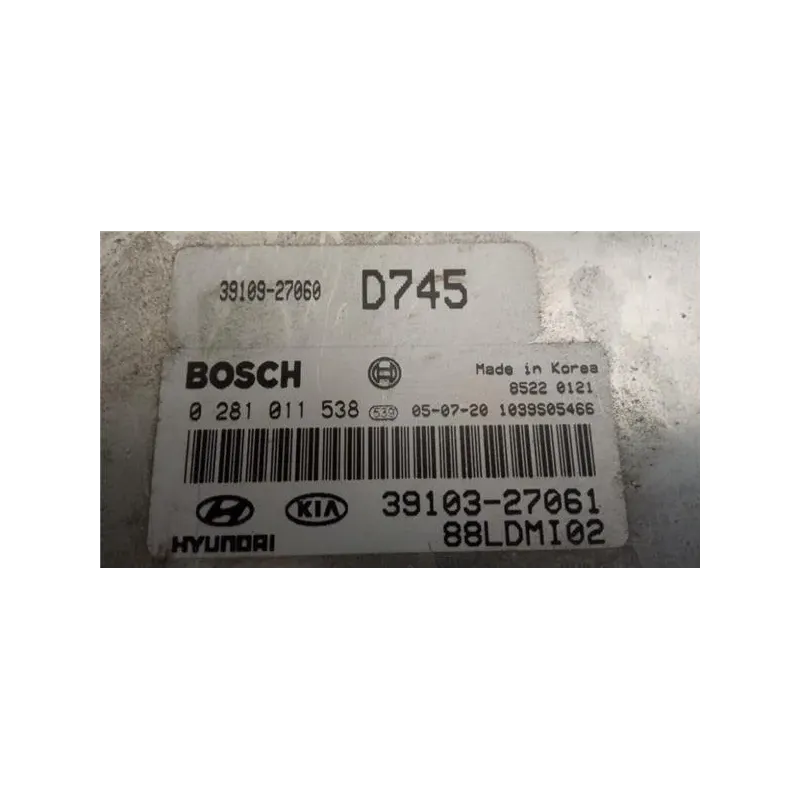 39109-27060 D745
BOSCH Made in Korea
8522 0121
0 281 011 538 539 05-07-20 1039S05466
HYUNDAI KIA 39103-27061
88LDMI02